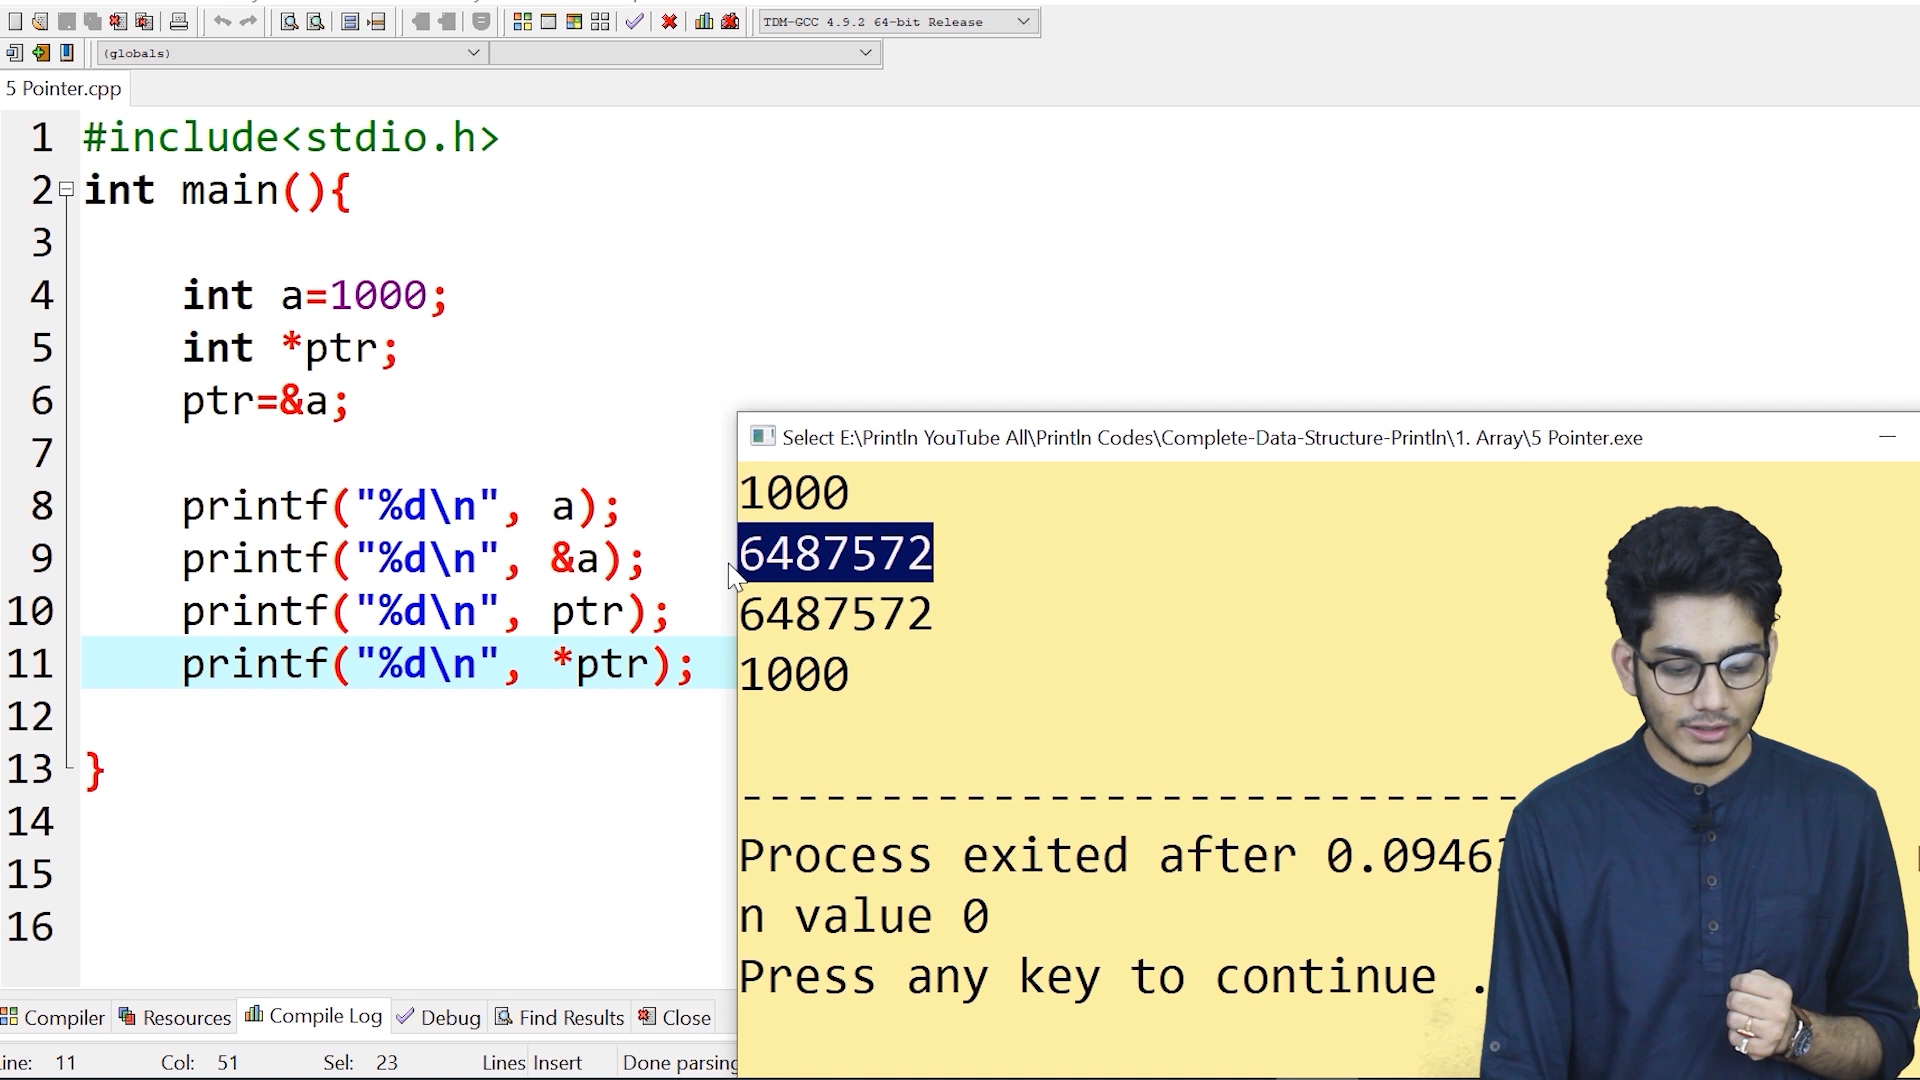 TDM-GCC 4.9.2 64-bit Release
(globals)
5 Pointer.cpp
1 #include<stdio.h>
2 int main(){
3
4 int a=1000;
5 int *ptr;
6 ptr=&a;
7
8 printf("%d\n", a);
9 printf("%d\n", &a);
10 printf("%d\n", ptr);
11 printf("%d\n", *ptr);
12
13 }
14
15
16
Select E:\Println YouTube All\Println Codes\Complete-Data-Structure-Println\1. Array\5 Pointer.exe
1000
6487572
6487572
1000
--------------------------
Process exited after 0.0946
n value 0
Press any key to continue .
Compiler Resources Compile Log Debug Find Results Close
ine: 11 Col: 51 Sel: 23 Lines Insert Done parsing